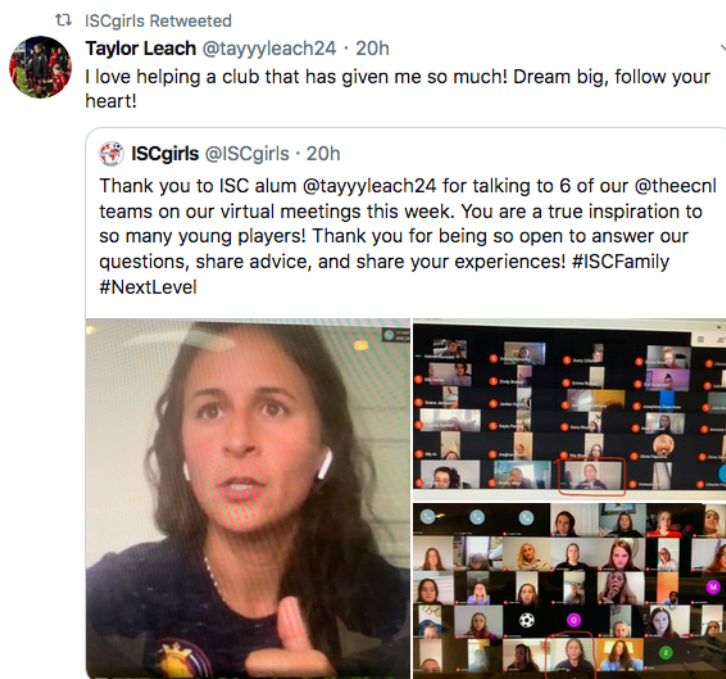 ISCgirls Retweeted
Taylor Leach @tayyyleach24 · 20h
I love helping a club that has given me so much! Dream big, follow your
heart!
ISCgirls @ISCgirls · 20h
Thank you to ISC alum @tayyyleach24 for talking to 6 of our @theecnl
teams on our virtual meetings this week. You are a true inspiration to
so many young players! Thank you for being so open to answer our
questions, share advice, and share your experiences! #ISCFamily
#NextLevel
M
O
Z